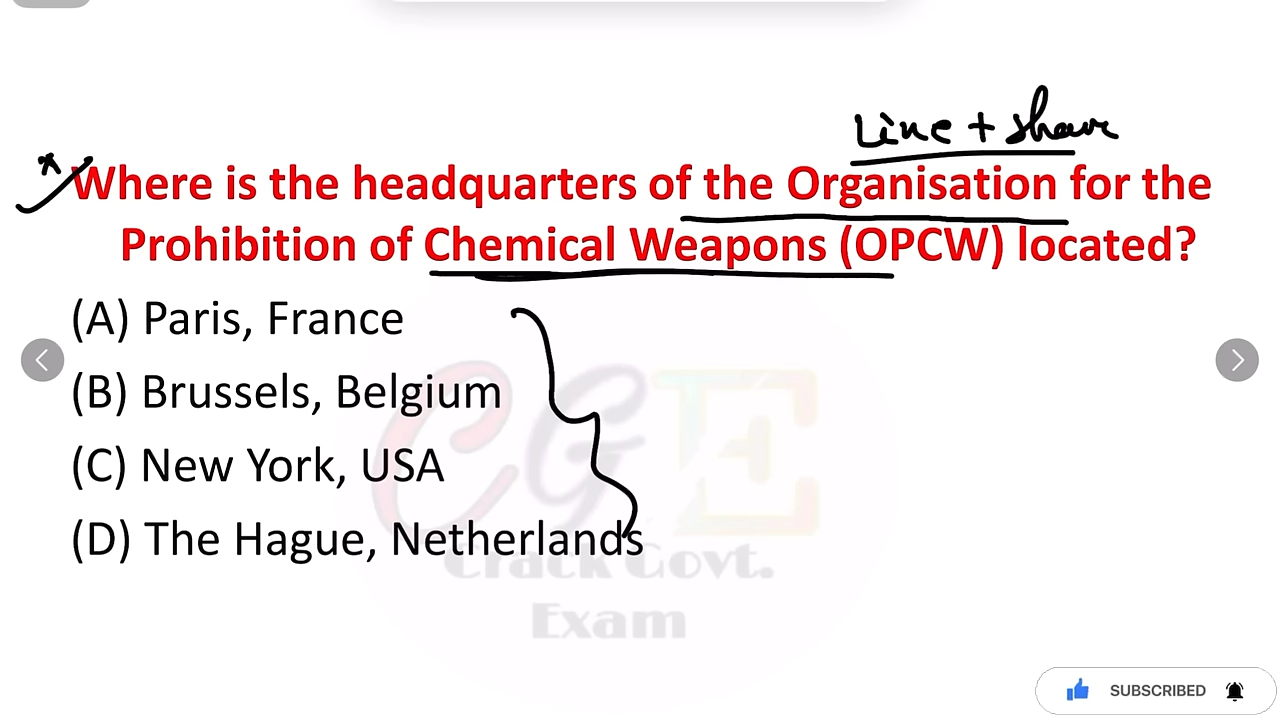 Line + Share
Where is the headquarters of the Organisation for the
Prohibition of Chemical Weapons (OPCW) located?
(A) Paris, France
(B) Brussels, Belgium
(C) New York, USA
(D) The Hague, Netherlands
CGE
Crack Govt.
Exam
SUBSCRIBED